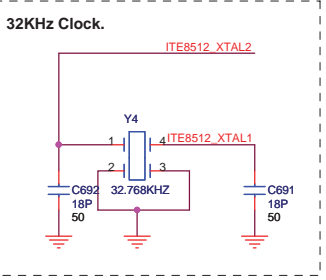 32KHz Clock.
ITE8512_XTAL2
Y4
1
4
ITE8512_XTAL1
2
3
C692
18P
50
32.768KHZ
C691
18P
50